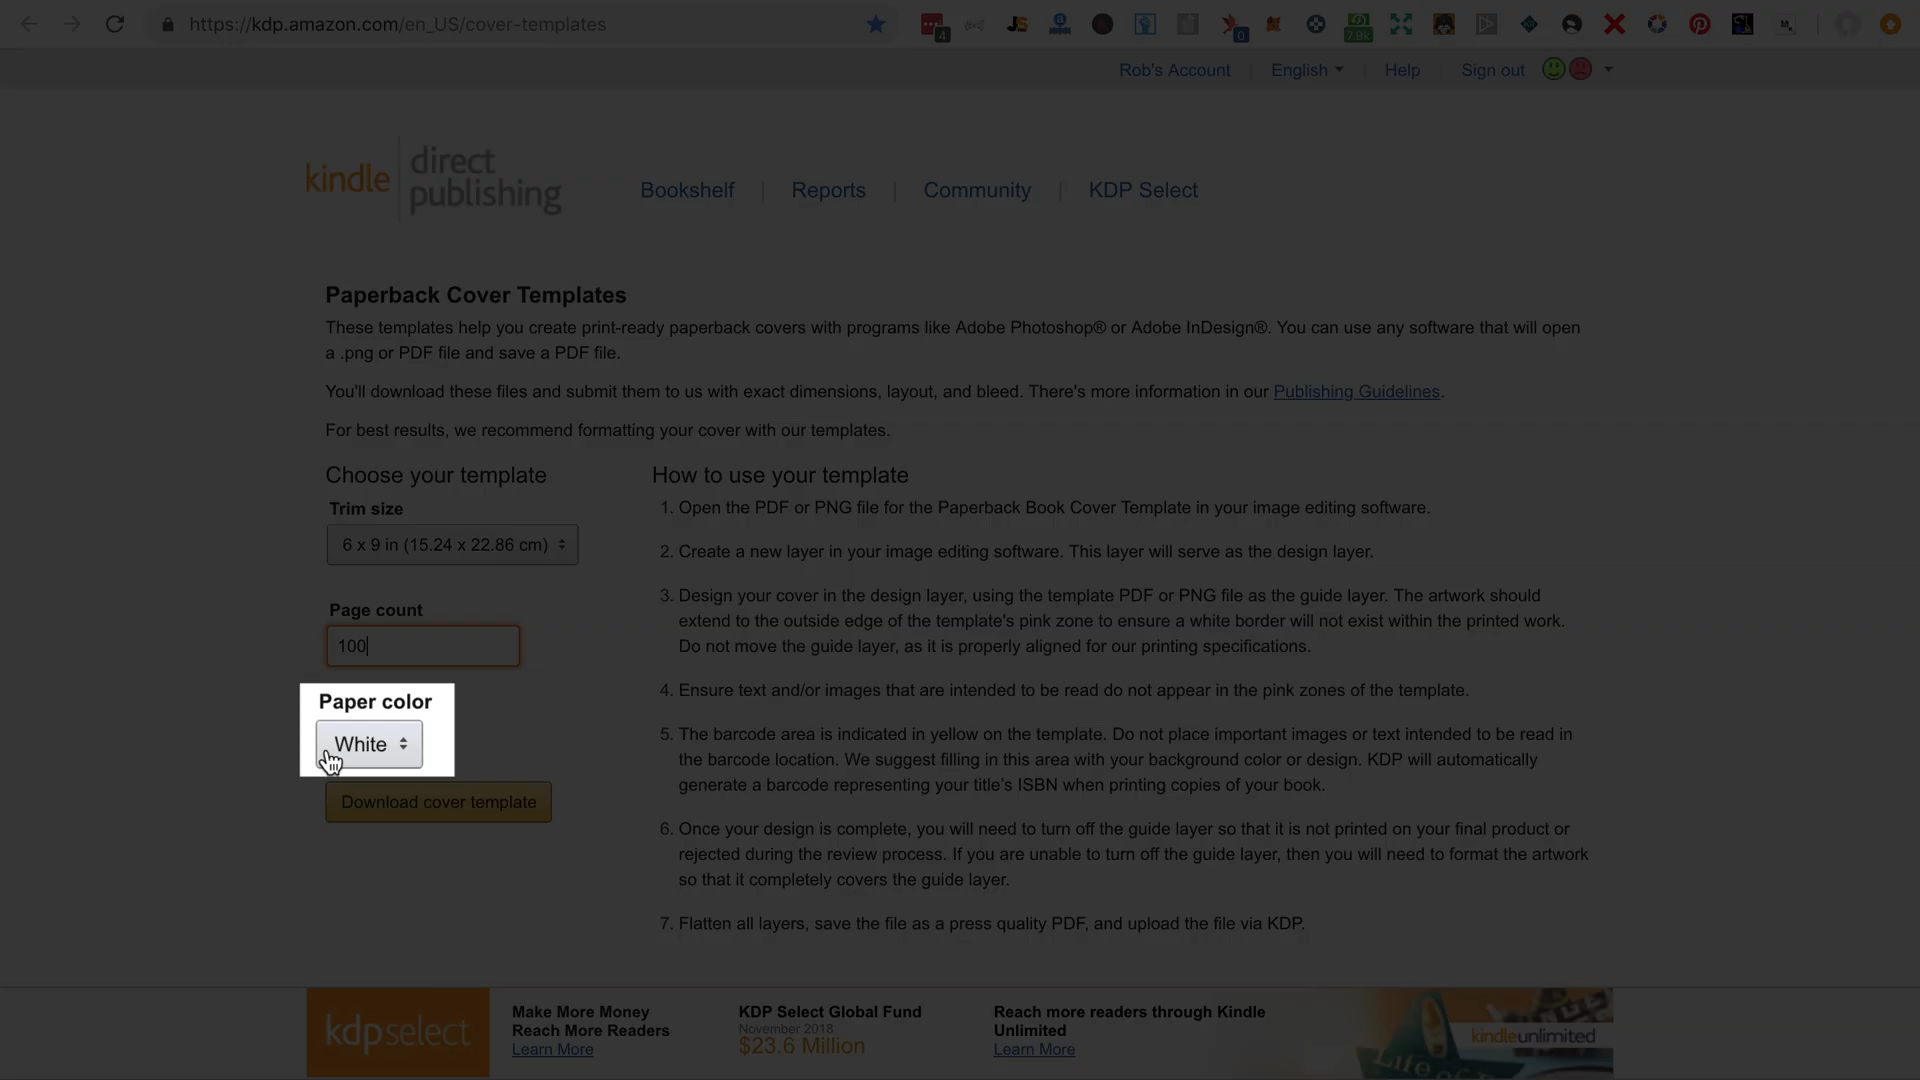 https://kdp.amazon.com/en_US/cover-templates
4
JS
0
7.9k
Rob's Account
English
Help
Sign out
kindle
direct
publishing
Bookshelf
Reports
Community
KDP Select
Paperback Cover Templates
These templates help you create print-ready paperback covers with programs like Adobe Photoshop® or Adobe InDesign®. You can use any software that will open
a .png or PDF file and save a PDF file.
You'll download these files and submit them to us with exact dimensions, layout, and bleed. There's more information in our Publishing Guidelines.
For best results, we recommend formatting your cover with our templates.
Choose your template
Trim size
6 x 9 in (15.24 x 22.86 cm)
Page count
100
Paper color
White
Download cover template
How to use your template
1. Open the PDF or PNG file for the Paperback Book Cover Template in your image editing software.
2. Create a new layer in your image editing software. This layer will serve as the design layer.
3. Design your cover in the design layer, using the template PDF or PNG file as the guide layer. The artwork should
extend to the outside edge of the template's pink zone to ensure a white border will not exist within the printed work.
Do not move the guide layer, as it is properly aligned for our printing specifications.
4. Ensure text and/or images that are intended to be read do not appear in the pink zones of the template.
5. The barcode area is indicated in yellow on the template. Do not place important images or text intended to be read in
the barcode location. We suggest filling in this area with your background color or design. KDP will automatically
generate a barcode representing your title's ISBN when printing copies of your book.
6. Once your design is complete, you will need to turn off the guide layer so that it is not printed on your final product or
rejected during the review process. If you are unable to turn off the guide layer, then you will need to format the artwork
so that it completely covers the guide layer.
7. Flatten all layers, save the file as a press quality PDF, and upload the file via KDP.
kdpselect
Make More Money
Reach More Readers
Learn More
KDP Select Global Fund
November 2018
$23.6 Million
Reach more readers through Kindle
Unlimited
Learn More
kindleunlimited
Life of